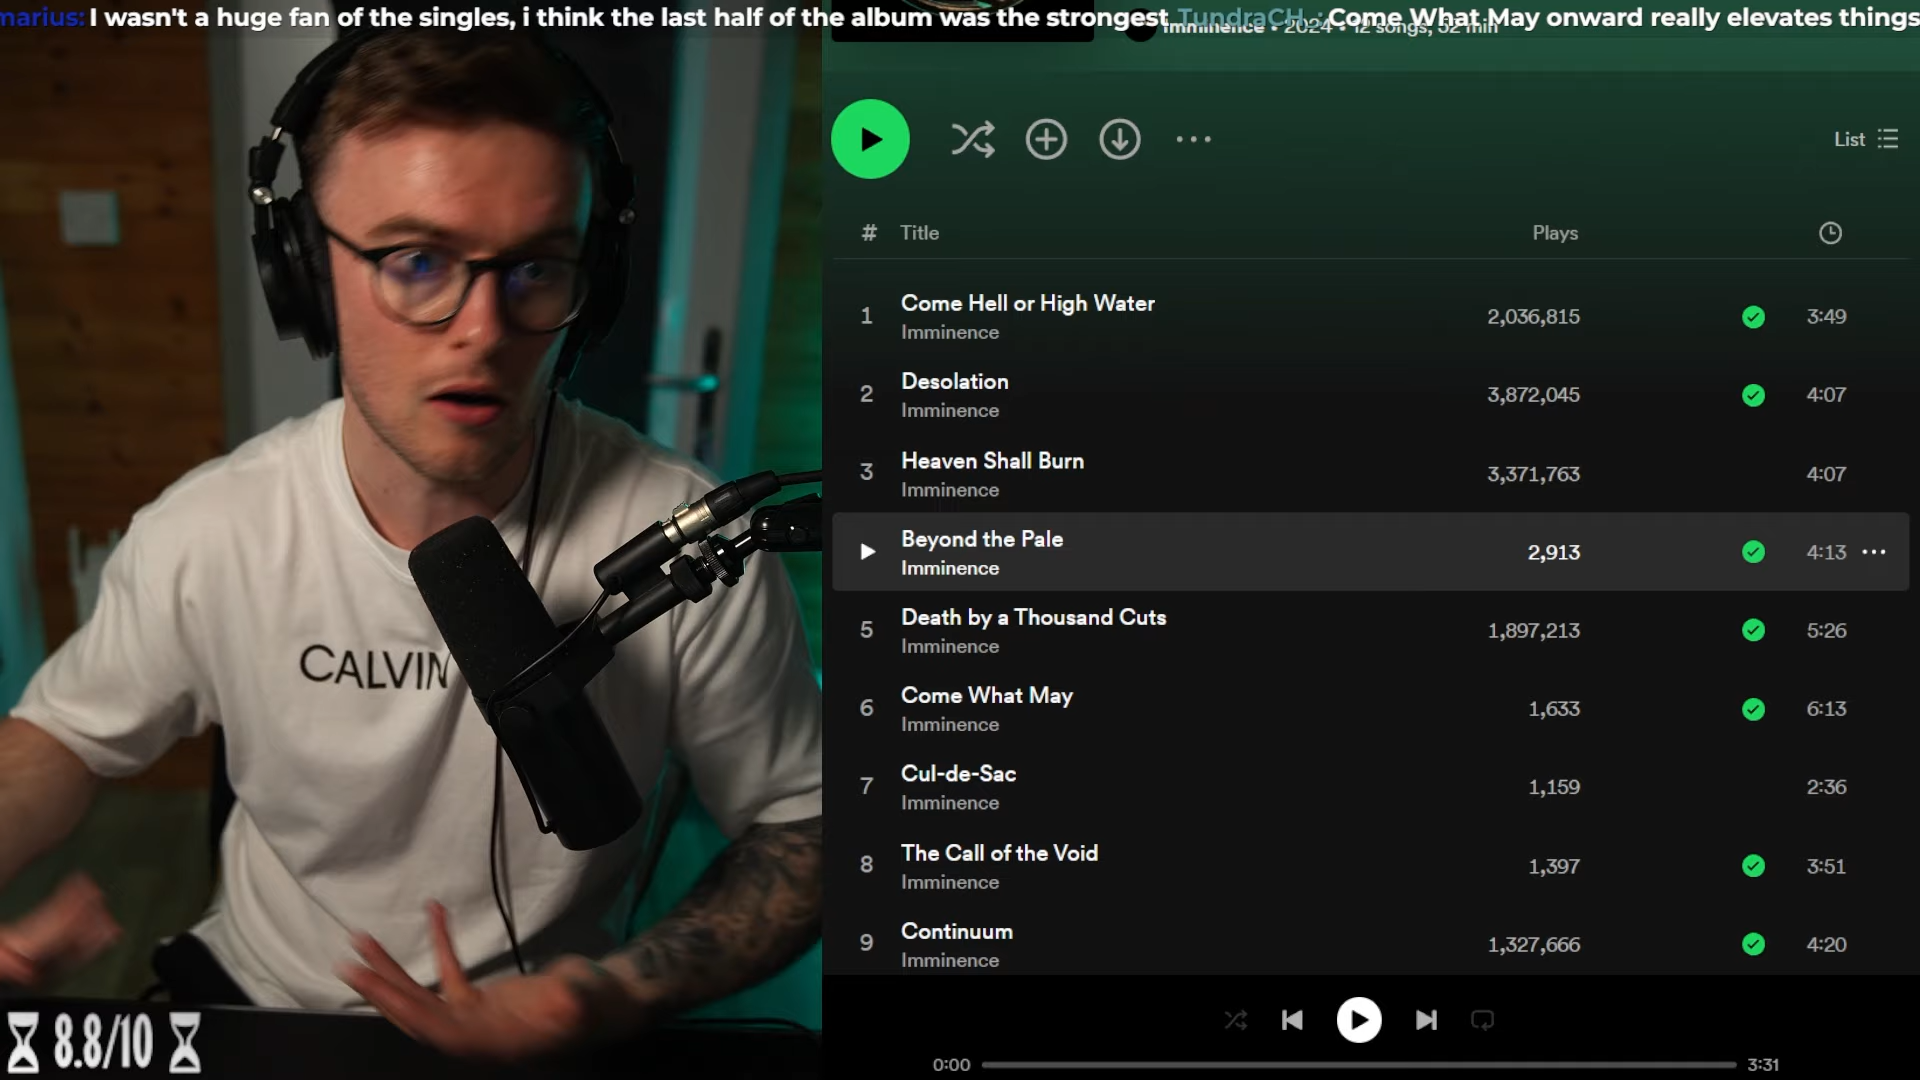 marius: I wasn't a huge fan of the singles, i think the last half of the album was the strongest TundraCH_: Come What May onward really elevates things
Imminence • 2024 • 12 songs, 52 min
List
# Title Plays
1 Come Hell or High Water 2,036,815 3:49
Imminence
2 Desolation 3,872,045 4:07
Imminence
3 Heaven Shall Burn 3,371,763 4:07
Imminence
Beyond the Pale 2,913 4:13
Imminence
5 Death by a Thousand Cuts 1,897,213 5:26
Imminence
6 Come What May 1,633 6:13
Imminence
7 Cul-de-Sac 1,159 2:36
Imminence
8 The Call of the Void 1,397 3:51
Imminence
9 Continuum 1,327,666 4:20
Imminence
0:00 3:31
CALVIN
8.8/10